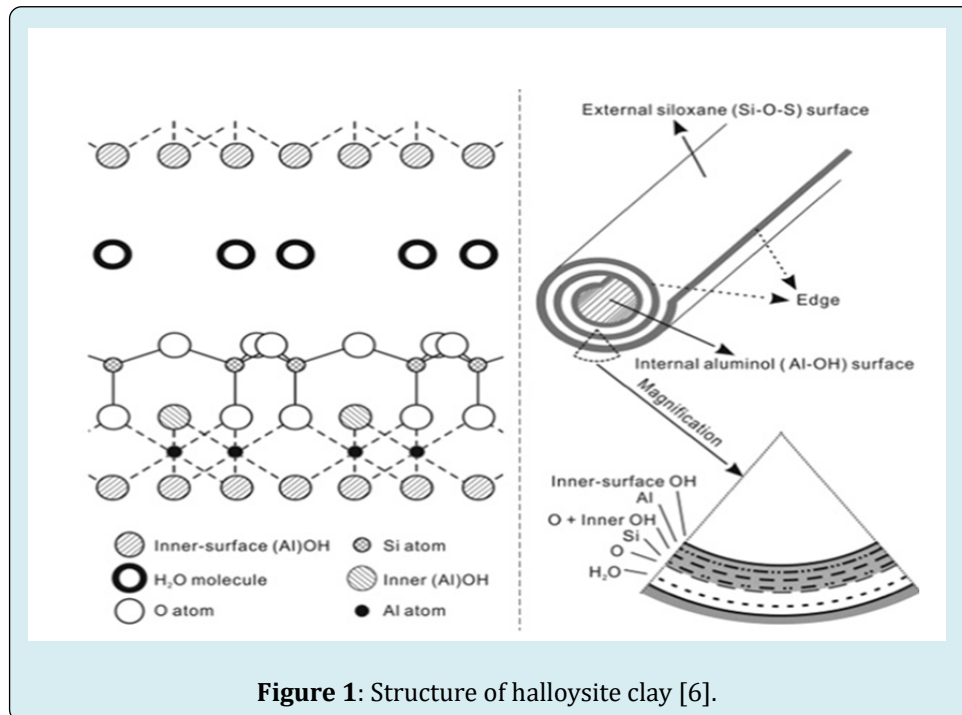 External siloxane (Si-O-S) surface
Edge
Internal aluminol (Al-OH) surface
Magnification
Inner-surface OH
Al
O + Inner OH
Si
O
H₂O
Inner-surface (Al)OH
Si atom
H₂O molecule
Inner (Al)OH
O atom
Al atom
Figure 1: Structure of halloysite clay [6].